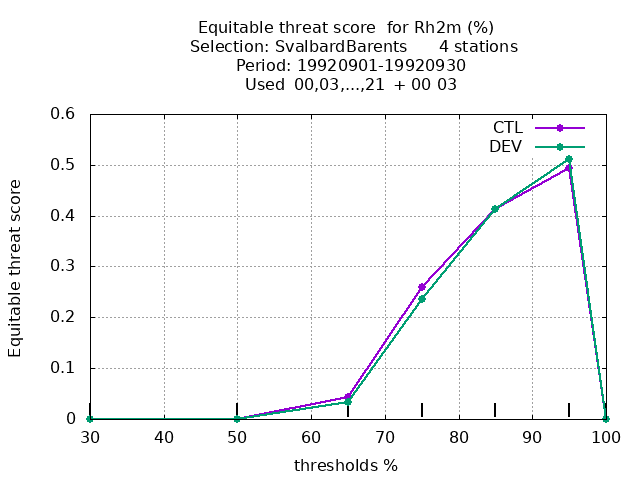 Equitable threat score  for Rh2m (%)
Selection: SvalbardBarents      4 stations
Period: 19920901-19920930
Used  00,03,...,21  + 00 03
CTL
DEV
Equitable threat score
0.6
0.5
0.4
0.3
0.2
0.1
0
30 40 50 60 70 80 90 100
thresholds %